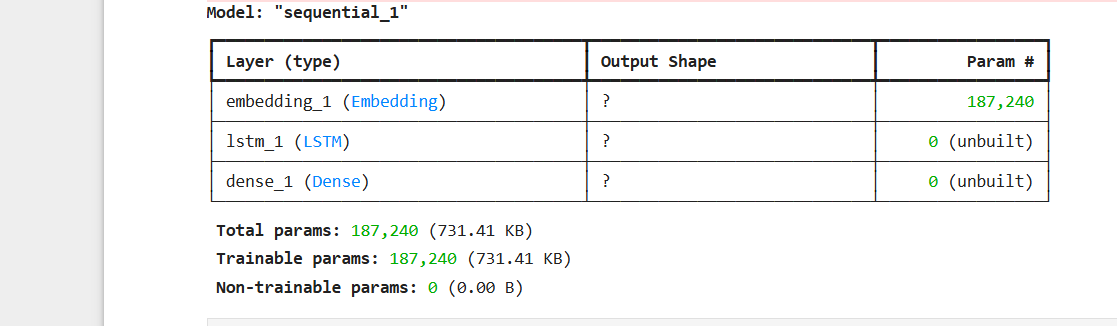 Model: "sequential_1"
Layer (type) Output Shape Param #
embedding_1 (Embedding) ? 187,240
lstm_1 (LSTM) ? 0 (unbuilt)
dense_1 (Dense) ? 0 (unbuilt)
Total params: 187,240 (731.41 KB)
Trainable params: 187,240 (731.41 KB)
Non-trainable params: 0 (0.00 B)